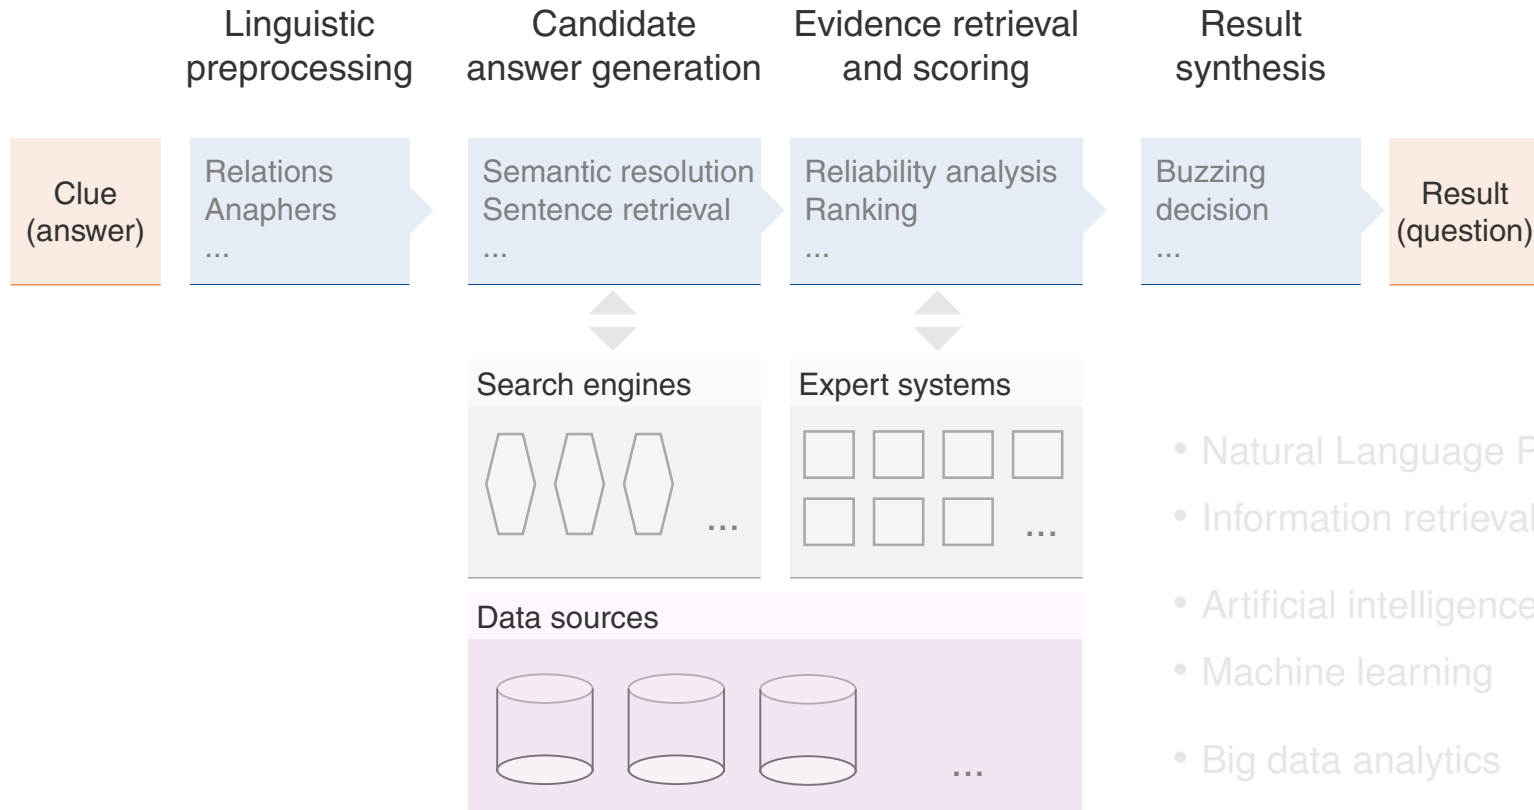 Linguistic
preprocessing
Candidate
answer generation
Evidence retrieval
and scoring
Result
synthesis
Clue
(answer)
Relations
Anaphers
...
Semantic resolution
Sentence retrieval
...
Reliability analysis
Ranking
...
Buzzing
decision
...
Result
(question)
Search engines
...
Expert systems
...
Data sources
...
• Natural Language P
• Information retrieval
• Artificial intelligence
• Machine learning
• Big data analytics